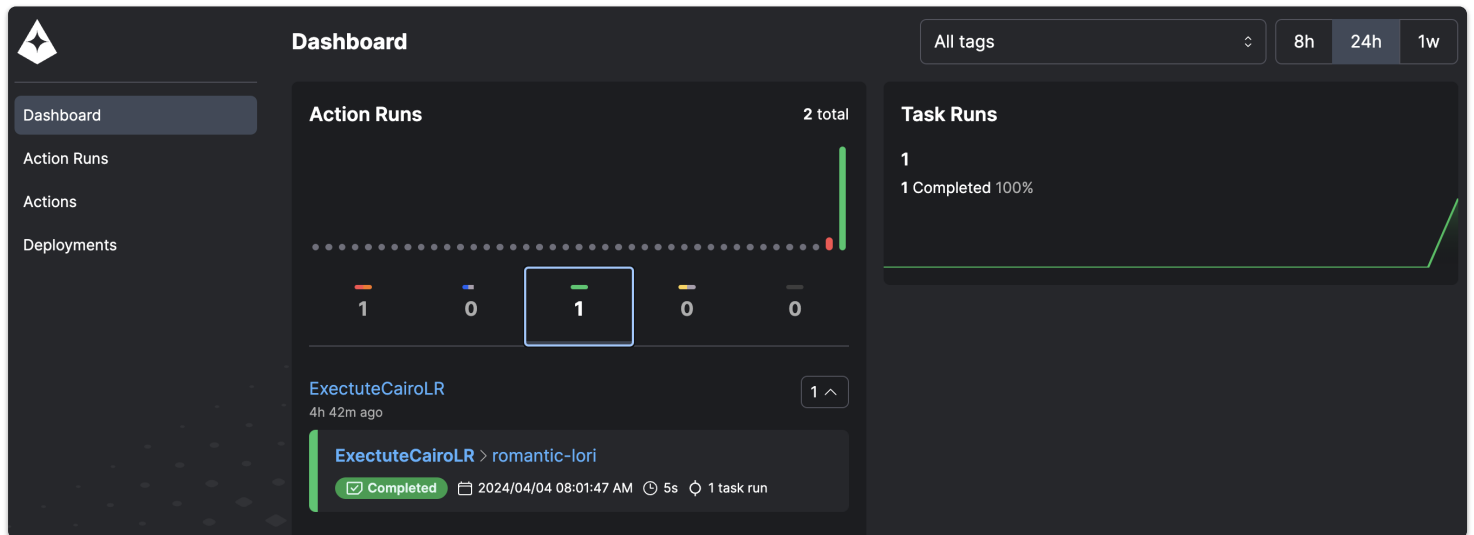 Dashboard
All tags
8h
24h
1w
Dashboard
Action Runs
Actions
Deployments
Action Runs
2 total
1
0
1
0
0
ExectuteCairoLR
1
4h 42m ago
ExectuteCairoLR > romantic-lori
Completed 2024/04/04 08:01:47 AM 5s 1 task run
Task Runs
1
1 Completed 100%